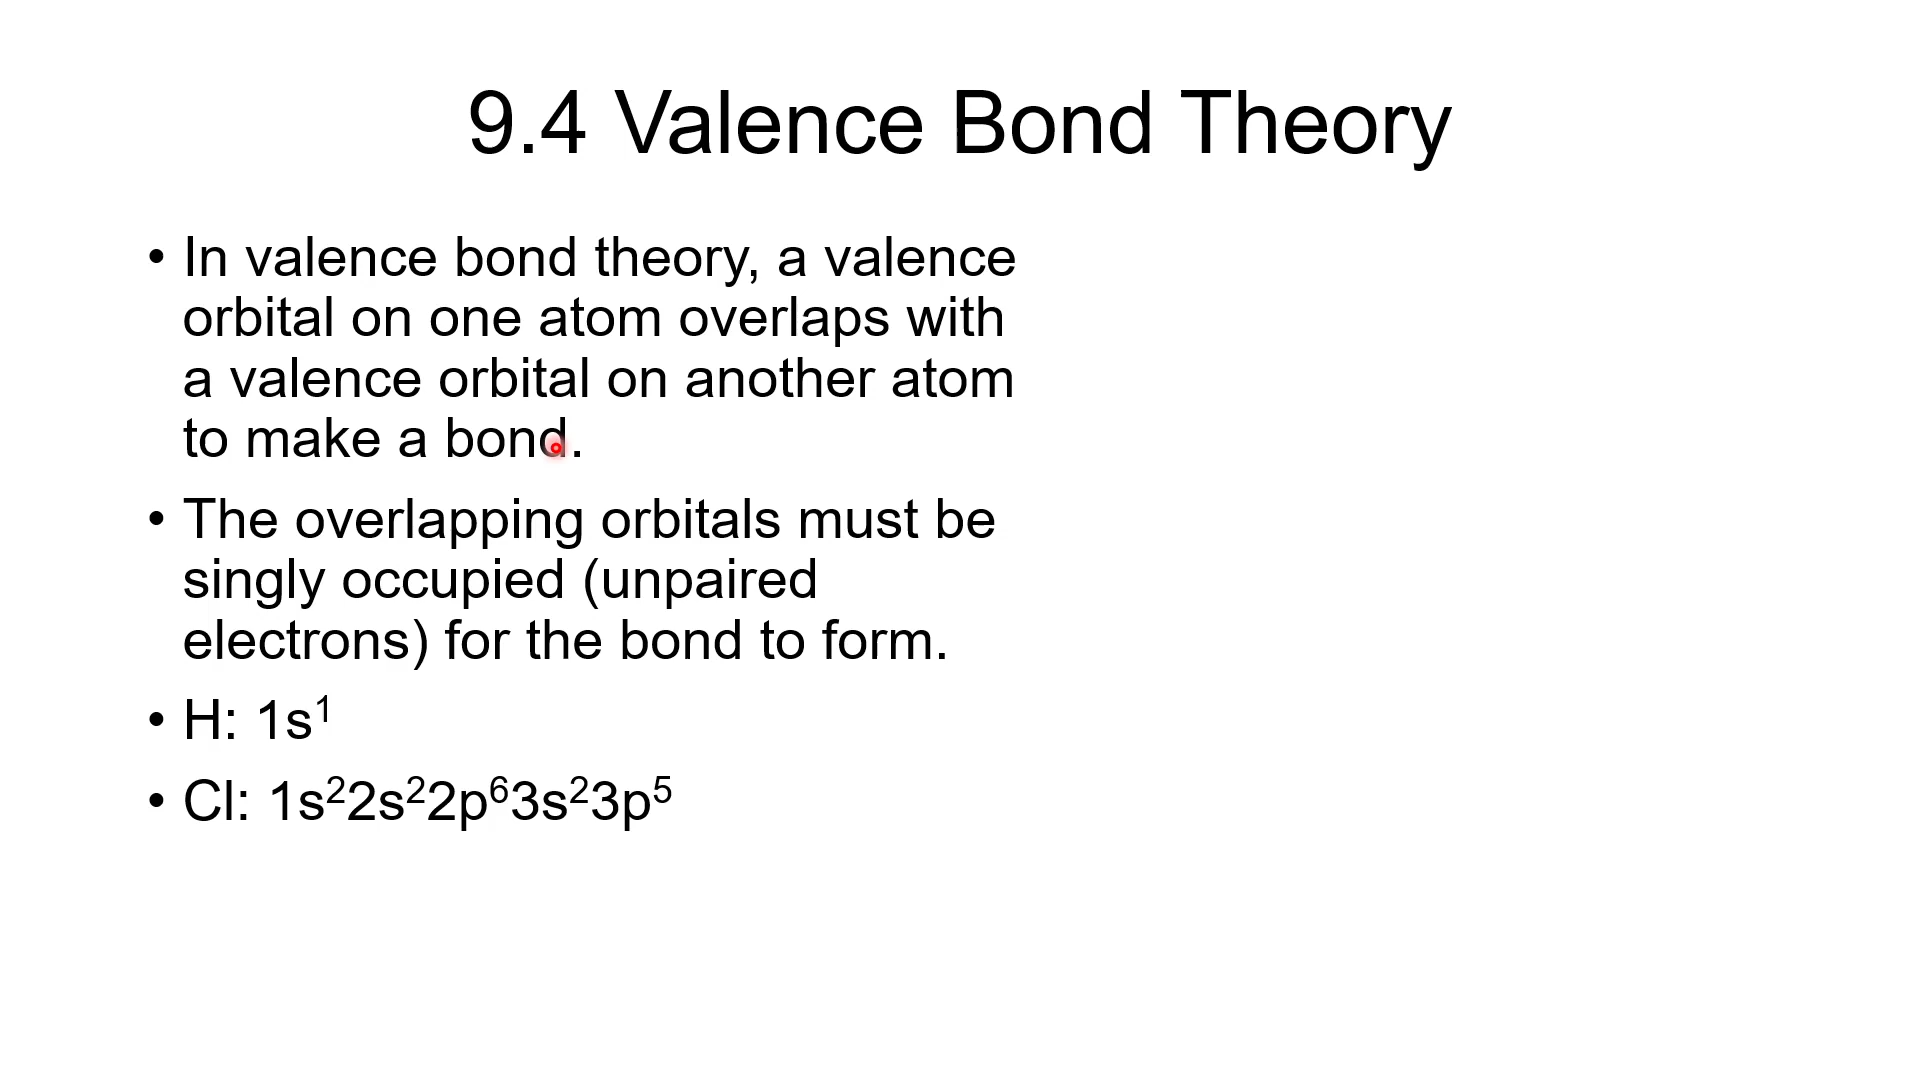 9.4 Valence Bond Theory
• In valence bond theory, a valence
orbital on one atom overlaps with
a valence orbital on another atom
to make a bond.
• The overlapping orbitals must be
singly occupied (unpaired
electrons) for the bond to form.
• H: 1s¹
• Cl: 1s²2s²2p⁶3s²3p⁵